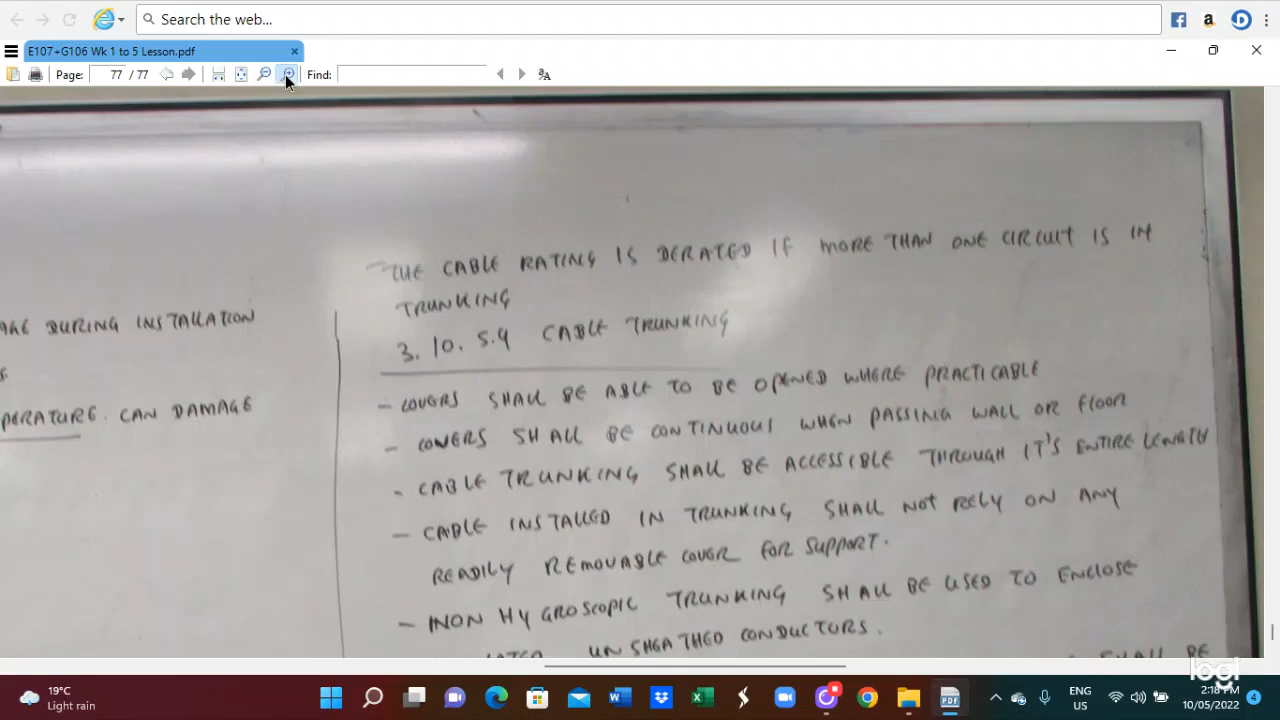 Search the web...
E107+G106 Wk 1 to 5 Lesson.pdf
Page: 77 / 77 Find:
THE CABLE RATING IS DERATED IF MORE THAN ONE CIRCUIT IS IN
TRUNKING
3.10.5.4 CABLE TRUNKING
- COVERS SHALL BE ABLE TO BE OPENED WHERE PRACTICABLE
- COVERS SHALL BE CONTINUOUS WHEN PASSING WALL OR FLOOR
- CABLE TRUNKING SHALL BE ACCESSIBLE THROUGH IT'S ENTIRE LENGTH
- CABLE INSTALLED IN TRUNKING SHALL NOT RELY ON ANY
READILY REMOVABLE COVER FOR SUPPORT.
- NON HYGROSCOPIC TRUNKING SHALL BE USED TO ENCLOSE
UNSHEATHED CONDUCTORS.
SHALL BE
DURING INSTALLATION
CAN DAMAGE
logi
19°C
Light rain
ENG
US
2:18 PM
10/05/2022
4